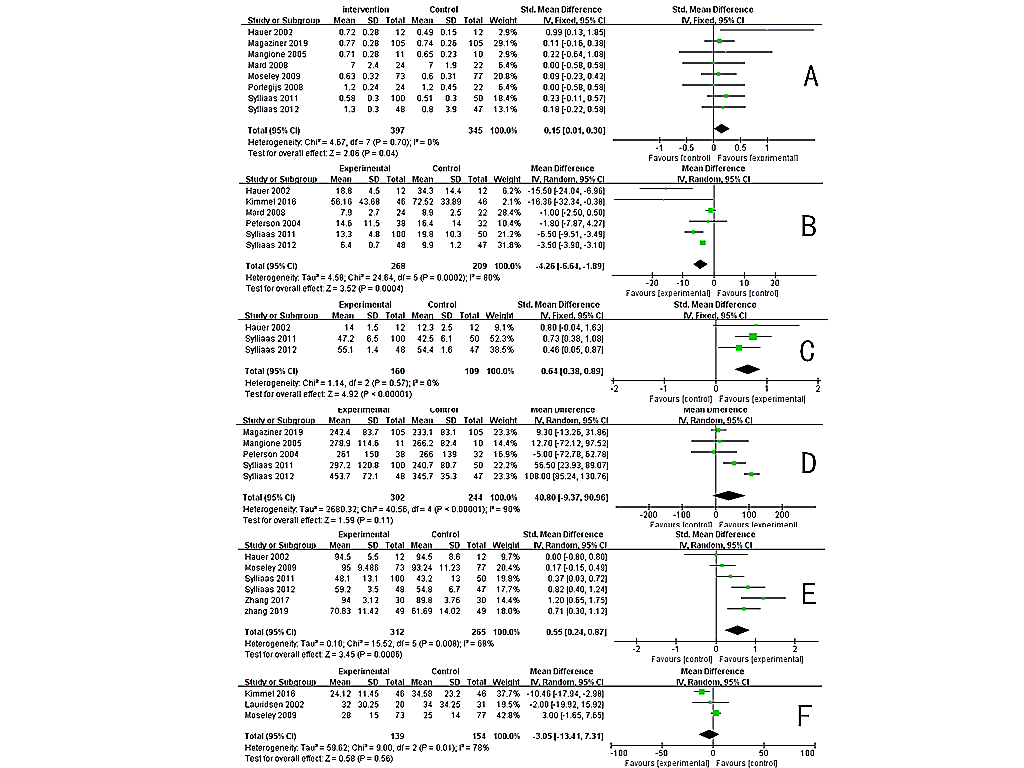 Intervention Control Std. Mean Difference Std. Mean Difference
Study or Subgroup Mean SD Total Mean SD Total Weight IV, Fixed, 95% CI IV, Fixed, 95% CI
Hauer 2002 0.72 0.28 12 0.49 0.15 12 2.9% 0.99 [0.13, 1.85]
Magaziner 2019 0.77 0.28 105 0.74 0.26 105 29.1% 0.11 [-0.16, 0.38]
Mangione 2005 0.71 0.28 11 0.65 0.23 10 2.9% 0.22 [-0.64, 1.08]
Mard 2008 7 2.4 24 7 1.9 22 6.4% 0.00 [-0.58, 0.58]
Moseley 2009 0.63 0.32 73 0.6 0.31 77 20.8% 0.09 [-0.23, 0.42]
Portegijs 2008 1.2 0.24 24 1.2 0.45 22 6.4% 0.00 [-0.58, 0.58]
Sylliaas 2011 0.58 0.3 100 0.51 0.3 50 18.4% 0.23 [-0.11, 0.57]
Sylliaas 2012 1.3 0.3 48 0.8 3.9 47 13.1% 0.18 [-0.22, 0.58]
A
Total (95% CI) 397 345 100.0% 0.15 [0.01, 0.30]
Heterogeneity: Chi² = 4.67, df = 7 (P = 0.70); I² = 0%
Test for overall effect: Z = 2.06 (P = 0.04)
-1 -0.5 0 0.5 1
Favours [control] Favours [experimental]
Experimental Control Mean Difference Mean Difference
Study or Subgroup Mean SD Total Mean SD Total Weight IV, Random, 95% CI IV, Random, 95% CI
Hauer 2002 18.8 4.5 12 34.3 14.4 12 6.2% -15.50 [-24.04, -6.96]
Kimmel 2016 56.16 43.68 46 72.52 33.89 46 2.1% -16.36 [-32.34, -0.38]
Mard 2008 7.9 2.7 24 8.9 2.5 22 28.4% -1.00 [-2.50, 0.50]
Peterson 2004 14.6 11.5 38 16.4 14 32 10.1% -1.80 [-7.87, 4.27]
Sylliaas 2011 13.3 4.8 100 19.8 10.3 50 21.2% -6.50 [-9.51, -3.49]
Sylliaas 2012 6.4 0.7 48 9.9 1.2 47 31.8% -3.50 [-3.90, -3.10]
B
Total (95% CI) 268 209 100.0% -4.26 [-6.64, -1.89]
Heterogeneity: Tau² = 4.58; Chi² = 24.64, df = 5 (P = 0.0002); I² = 80%
Test for overall effect: Z = 3.52 (P = 0.0004)
-20 -10 0 10 20
Favours [experimental] Favours [control]
Experimental Control Std. Mean Difference Std. Mean Difference
Study or Subgroup Mean SD Total Mean SD Total Weight IV, Fixed, 95% CI IV, Fixed, 95% CI
Hauer 2002 14 1.5 12 12.3 2.5 12 9.1% 0.80 [-0.04, 1.63]
Sylliaas 2011 47.2 6.5 100 42.5 6.1 50 52.3% 0.73 [0.38, 1.08]
Sylliaas 2012 55.1 1.4 48 54.4 1.6 47 38.5% 0.46 [0.05, 0.87]
C
Total (95% CI) 160 109 100.0% 0.64 [0.38, 0.89]
Heterogeneity: Chi² = 1.14, df = 2 (P = 0.57); I² = 0%
Test for overall effect: Z = 4.92 (P < 0.00001)
-2 -1 0 1 2
Favours [control] Favours [experimental]
Experimental Control Mean Difference Mean Difference
Study or Subgroup Mean SD Total Mean SD Total Weight IV, Random, 95% CI IV, Random, 95% CI
Magaziner 2019 242.4 83.7 105 233.1 83.1 105 24.9% 9.30 [-13.26, 31.86]
Mangione 2005 278.9 114.6 11 266.2 82.4 10 14.4% 12.70 [-72.12, 97.52]
Peterson 2004 261 150 38 266 139 32 -5.00 [-72.78, 62.78]
Sylliaas 2011 297.2 120.8 100 240.7 80.7 50 56.50 [23.93, 89.07]
Sylliaas 2012 453.7 72.1 48 345.7 35.3 47 108.00 [85.24, 130.76]
D
Total (95% CI) 302 244 100.0% 40.80 [-9.37, 90.96]
Heterogeneity: Tau² = 2680.32; Chi² = 40.56, df = 4 (P < 0.00001); I² = 90%
Test for overall effect: Z = 1.59 (P = 0.11)
-200 -100 0 100 200
Favours [control] Favours [experimental]
Experimental Control Std. Mean Difference Std. Mean Difference
Study or Subgroup Mean SD Total Mean SD Total Weight IV, Random, 95% CI IV, Random, 95% CI
Hauer 2002 94.5 5.5 12 94.5 8.6 12 9.7% 0.00 [-0.80, 0.80]
Moseley 2009 95 9.486 73 93.24 11.23 77 20.4% 0.17 [-0.15, 0.49]
Sylliaas 2011 48.1 13.1 100 43.2 13 50 19.8% 0.37 [0.03, 0.72]
Sylliaas 2012 59.2 3.5 48 54.8 6.7 47 0.82 [0.40, 1.24]
Zhang 2017 94 3.12 30 89.8 3.76 30 14.4% 1.20 [0.65, 1.75]
zhang 2019 70.83 11.42 49 61.69 14.02 49 0.71 [0.30, 1.12]
E
Total (95% CI) 312 265 100.0% 0.55 [0.24, 0.87]
Heterogeneity: Tau² = 0.10; Chi² = 15.52, df = 5 (P = 0.008); I² = 68%
Test for overall effect: Z = 3.45 (P = 0.0006)
-2 -1 0 1 2
Favours [control] Favours [experimental]
Experimental Control Mean Difference Mean Difference
Study or Subgroup Mean SD Total Mean SD Total Weight IV, Random, 95% CI IV, Random, 95% CI
Kimmel 2016 24.12 11.45 46 34.58 23.2 46 37.7% -10.46 [-17.94, -2.98]
Lauridsen 2002 32 30.25 20 34 34.25 31 19.5% -2.00 [-19.92, 15.92]
Moseley 2009 28 15 73 25 14 77 42.8% 3.00 [-1.65, 7.65]
F
Total (95% CI) 139 154 100.0% -3.05 [-13.41, 7.31]
Heterogeneity: Tau² = 59.62; Chi² = 9.00, df = 2 (P = 0.01); I² = 78%
Test for overall effect: Z = 0.58 (P = 0.56)
-100 -50 0 50 100
Favours [experimental] Favours [control]